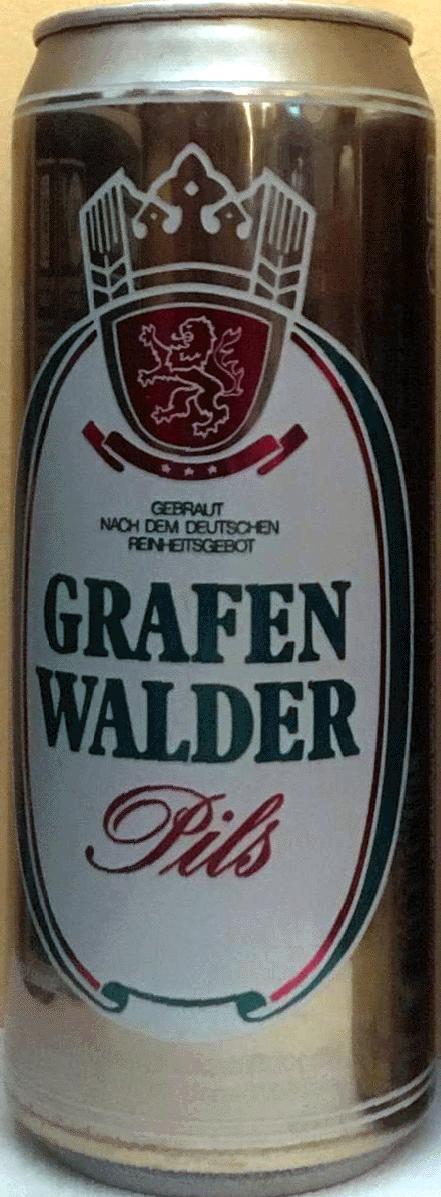 GEBRAUT
NACH DEM DEUTSCHEN
REINHEITSGEBOT
GRAFEN
WALDER
Pils